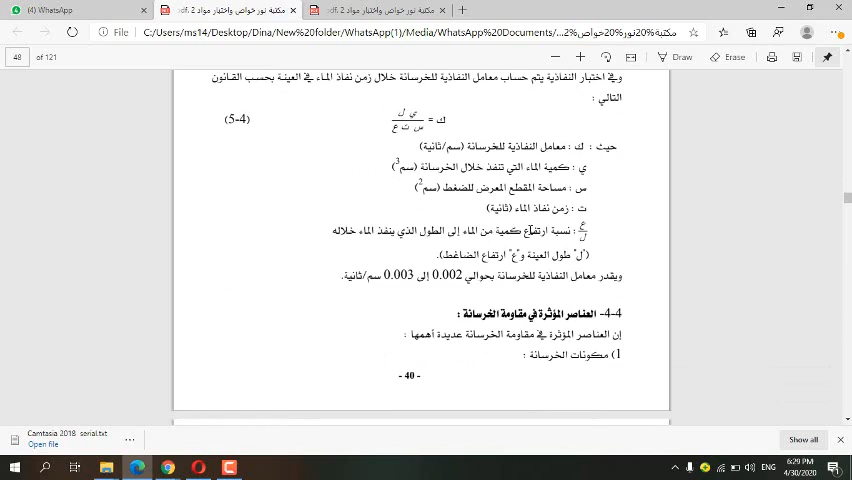 (4) WhatsApp
مكتبة نور خواص واختبار مواد 2 .pdf
مكتبة نور خواص واختبار مواد 2 .pdf
File
C:/Users/ms14/Desktop/Dina/New%20folder/WhatsApp(1)/Media/WhatsApp%20Documents/...2%مكتبة%20نور%20خواص
48 of 121
Draw
Erase
وفي اختبار النفاذية يتم حساب معامل النفاذية للخرسانة خلال زمن نفاذ الماء في العينة بحسب القانون
التالي :
ك = ي ل / س ث ع
(5-4)
حيث : ك : معامل النفاذية للخرسانة (سم/ثانية)
ي : كمية الماء التي تنفذ خلال الخرسانة (سم3)
س : مساحة المقطع المعرض للضغط (سم2)
ث : زمن نفاذ الماء (ثانية)
ع/ل : نسبة ارتفاع كمية من الماء إلى الطول الذي ينفذ الماء خلاله
("ل" طول العينة و"ع" ارتفاع الضاغط).
ويقدر معامل النفاذية للخرسانة بحوالي 0.002 إلى 0.003 سم/ثانية.
4-4- العناصر المؤثرة في مقاومة الخرسانة :
إن العناصر المؤثرة في مقاومة الخرسانة عديدة أهمها :
1) مكونات الخرسانة :
- 40 -
Camtasia 2018 serial.txt
Open file
Show all
ENG
6:29 PM
4/30/2020